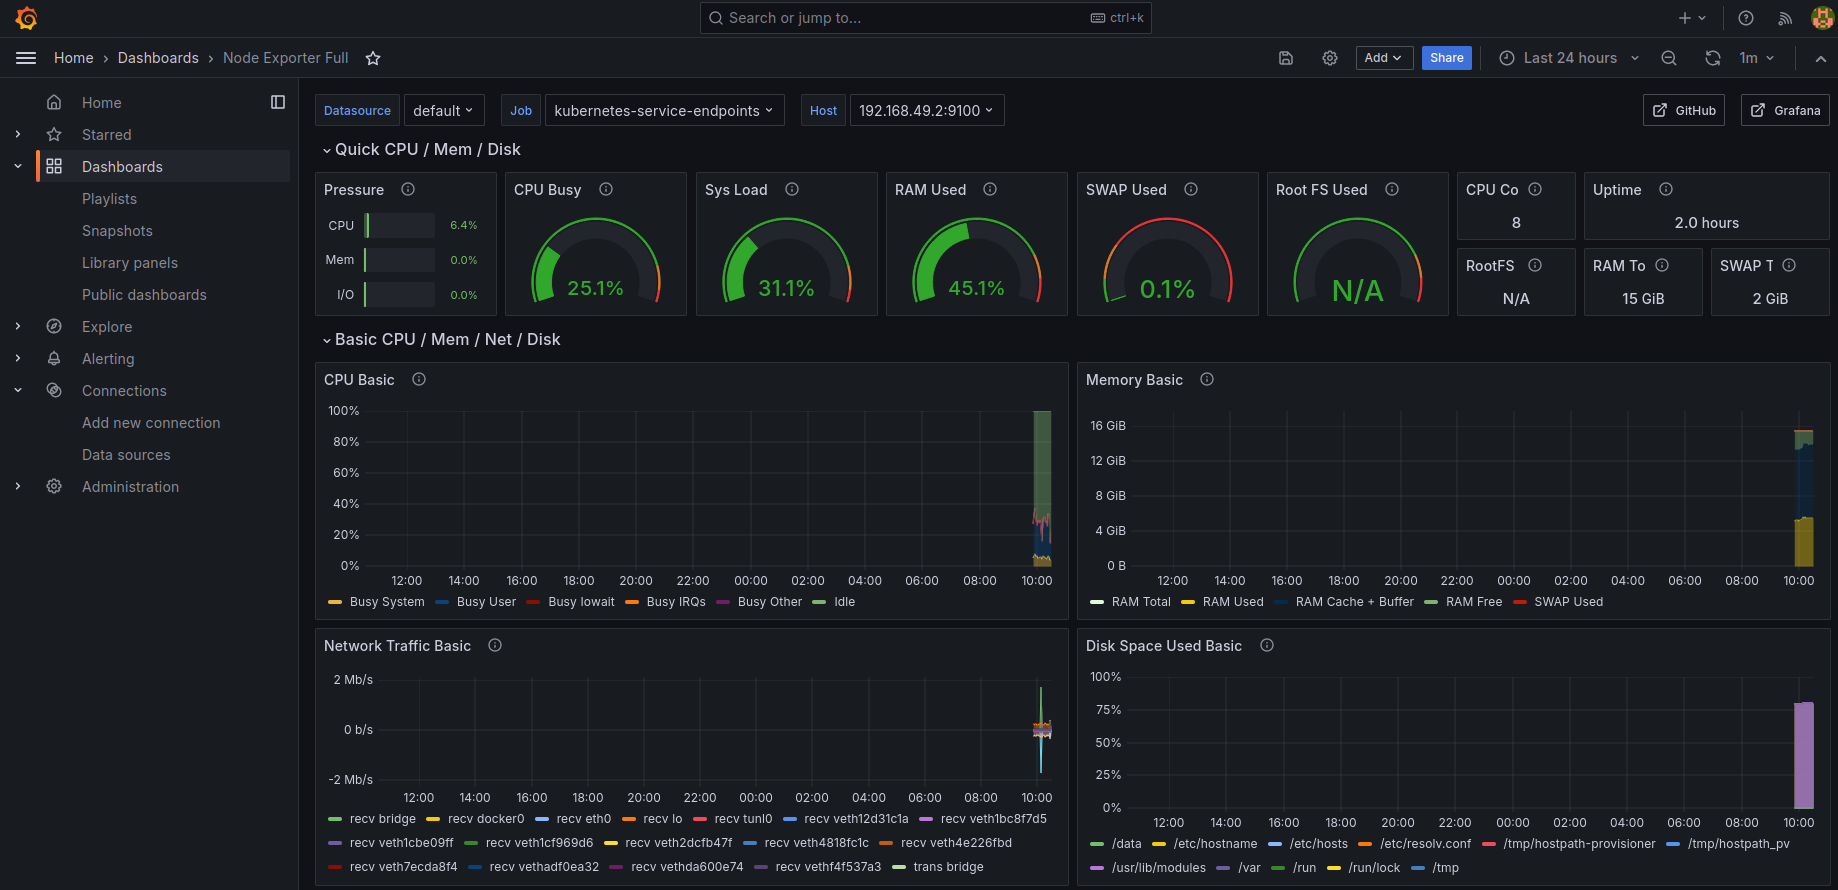 Search or jump to... ctrl+k
Home › Dashboards › Node Exporter Full
Add
Share
Last 24 hours
1m
Home
Starred
Dashboards
Playlists
Snapshots
Library panels
Public dashboards
Explore
Alerting
Connections
Add new connection
Data sources
Administration
Datasource default Job kubernetes-service-endpoints Host 192.168.49.2:9100 GitHub Grafana
Quick CPU / Mem / Disk
Pressure
CPU 6.4%
Mem 0.0%
I/O 0.0%
CPU Busy
25.1%
Sys Load
31.1%
RAM Used
45.1%
SWAP Used
0.1%
Root FS Used
N/A
CPU Co
8
Uptime
2.0 hours
RootFS
N/A
RAM To
15 GiB
SWAP T
2 GiB
Basic CPU / Mem / Net / Disk
CPU Basic
100%
80%
60%
40%
20%
0%
12:00 14:00 16:00 18:00 20:00 22:00 00:00 02:00 04:00 06:00 08:00 10:00
Busy System Busy User Busy Iowait Busy IRQs Busy Other Idle
Memory Basic
16 GiB
12 GiB
8 GiB
4 GiB
0 B
12:00 14:00 16:00 18:00 20:00 22:00 00:00 02:00 04:00 06:00 08:00 10:00
RAM Total RAM Used RAM Cache + Buffer RAM Free SWAP Used
Network Traffic Basic
2 Mb/s
0 b/s
-2 Mb/s
12:00 14:00 16:00 18:00 20:00 22:00 00:00 02:00 04:00 06:00 08:00 10:00
recv bridge recv docker0 recv eth0 recv lo recv tunl0 recv veth12d31c1a recv veth1bc8f7d5
recv veth1cbe09ff recv veth1cf969d6 recv veth2dcfb47f recv veth4818fc1c recv veth4e226fbd
recv veth7ecda8f4 recv vethadf0ea32 recv vethda600e74 recv vethf4f537a3 trans bridge
Disk Space Used Basic
100%
75%
50%
25%
0%
12:00 14:00 16:00 18:00 20:00 22:00 00:00 02:00 04:00 06:00 08:00 10:00
/data /etc/hostname /etc/hosts /etc/resolv.conf /tmp/hostpath-provisioner /tmp/hostpath_pv
/usr/lib/modules /var /run /run/lock /tmp